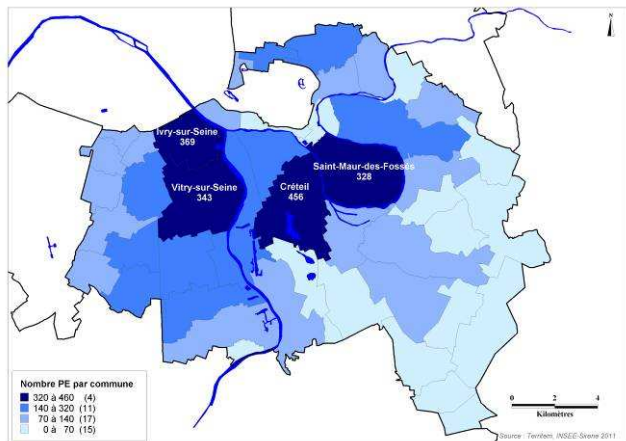 N
Ivry-sur-Seine
369
Saint-Maur-des-Fossés
328
Vitry-sur-Seine
343
Créteil
456
Nombre PE par commune
320 à 460 (4)
140 à 320 (11)
70 à 140 (17)
0 à 70 (15)
0 2 4
Kilomètres
Source : Territem, INSEE-Sirene 2011